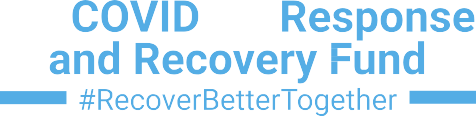 COVID Response
and Recovery Fund
#RecoverBetterTogether